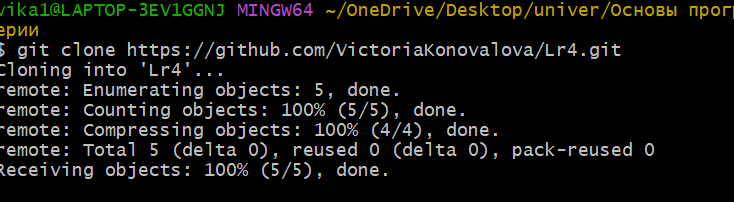 vika1@LAPTOP-3EV1GGNJ MINGW64 ~/OneDrive/Desktop/univer/Основы прог
ерии
$ git clone https://github.com/VictoriaKonovalova/Lr4.git
Cloning into 'Lr4'...
remote: Enumerating objects: 5, done.
remote: Counting objects: 100% (5/5), done.
remote: Compressing objects: 100% (4/4), done.
remote: Total 5 (delta 0), reused 0 (delta 0), pack-reused 0
Receiving objects: 100% (5/5), done.